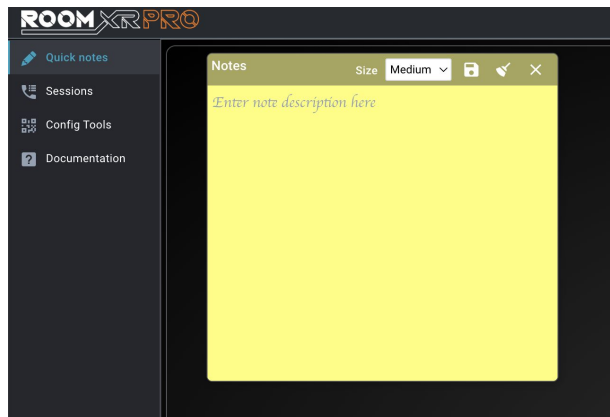 ROOM XR PRO
Quick notes
Sessions
Config Tools
Documentation
Notes
Size Medium
Enter note description here